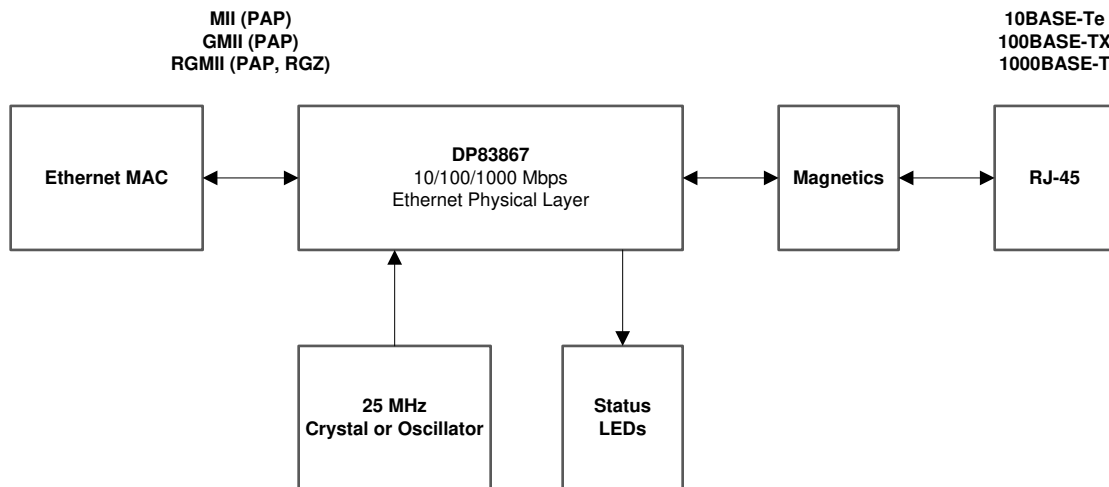 MII (PAP)
GMII (PAP)
RGMII (PAP, RGZ)
10BASE-Te
100BASE-TX
1000BASE-T
Ethernet MAC
DP83867
10/100/1000 Mbps
Ethernet Physical Layer
Magnetics
RJ-45
25 MHz
Crystal or Oscillator
Status
LEDs